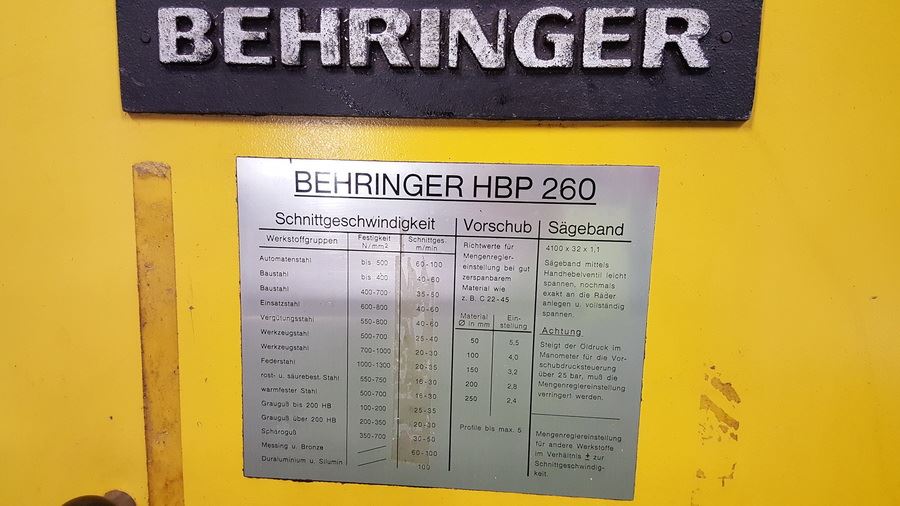 BEHRINGER
BEHRINGER HBP 260
Schnittgeschwindigkeit
Werkstoffgruppen Festigkeit N/mm² Schnittges. m/min
Automatenstahl bis 500 60-100
Baustahl bis 400 40-60
Baustahl 400-700 35-50
Einsatzstahl 600-800 40-60
Vergütungsstahl 550-800 40-60
Werkzeugstahl 500-700 25-40
Werkzeugstahl 700-1000 20-30
Federstahl 1000-1300 20-35
rost- u. säurebest. Stahl 550-750 16-30
warmfester Stahl 500-700 16-30
Grauguß bis 200 HB 100-200 25-35
Grauguß über 200 HB 200-350 20-30
Sphäroguß 350-700 30-50
Messing u. Bronze 60-100
Duraluminium u. Silumin 100
Vorschub
Richtwerte für
Mengenregler-
einstellung bei gut
zerspanbarem
Material wie
z. B. C 22-45
Material Ø in mm Ein-stellung
50 5,5
100 4,0
150 3,2
200 2,8
250 2,4
Profile bis max. 5
Sägeband
4100 x 32 x 1,1
Sägeband mittels
Handhebelventil leicht
spannen, nochmals
exakt an die Räder
anlegen u. vollständig
spannen.
Achtung
Steigt der Öldruck im
Manometer für die Vor-
schubdrucksteuerung
über 25 bar, muß die
Mengenreglereinstellung
verringert werden.
Mengenreglereinstellung
für andere Werkstoffe
im Verhältnis ± zur
Schnittgeschwindig-
keit.